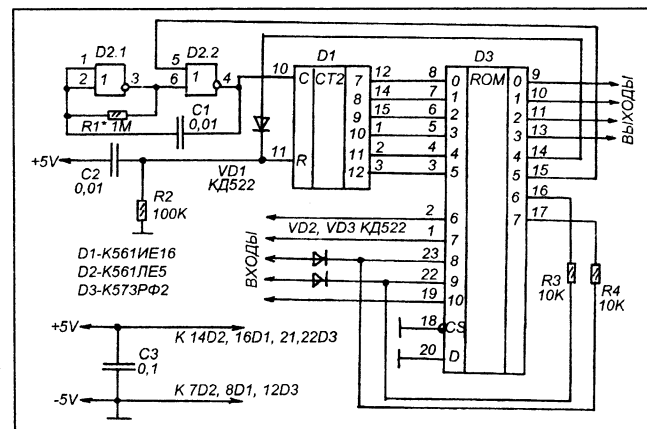 D2.1 D2.2
1
2
1
3
5
6
1
4
R1* 1M
C1
0,01
+5V
C2
0,01
R2
100K
VD1
КД522
D1
10 C CT2
11 R
7 12
8 14
9 15
10 1
11 2
12 3
D3
ROM
8 0
7 1
6 2
5 3
4 4
3 5
2 6
1 7
23 8
22 9
19 10
18 CS
20 D
0 9
1 10
2 11
3 13
4 14
5 15
6 16
7 17
ВЫХОДЫ
VD2, VD3 КД522
ВХОДЫ
R3
10K
R4
10K
D1-К561ИЕ16
D2-К561ЛЕ5
D3-К573РФ2
+5V
К 14D2, 16D1, 21,22D3
C3
0,1
-5V
К 7D2, 8D1, 12D3